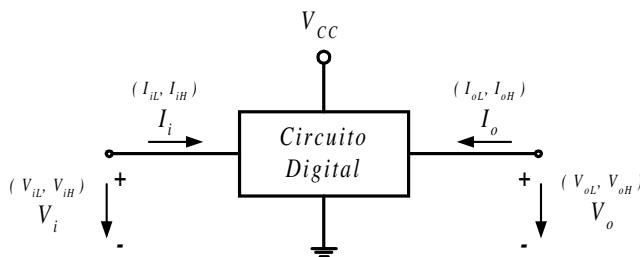 V_CC
( I_iL, I_iH )
I_i
( I_oL, I_oH )
I_o
Circuito
Digital
( V_iL, V_iH )
V_i
+
-
( V_oL, V_oH )
V_o
+
-